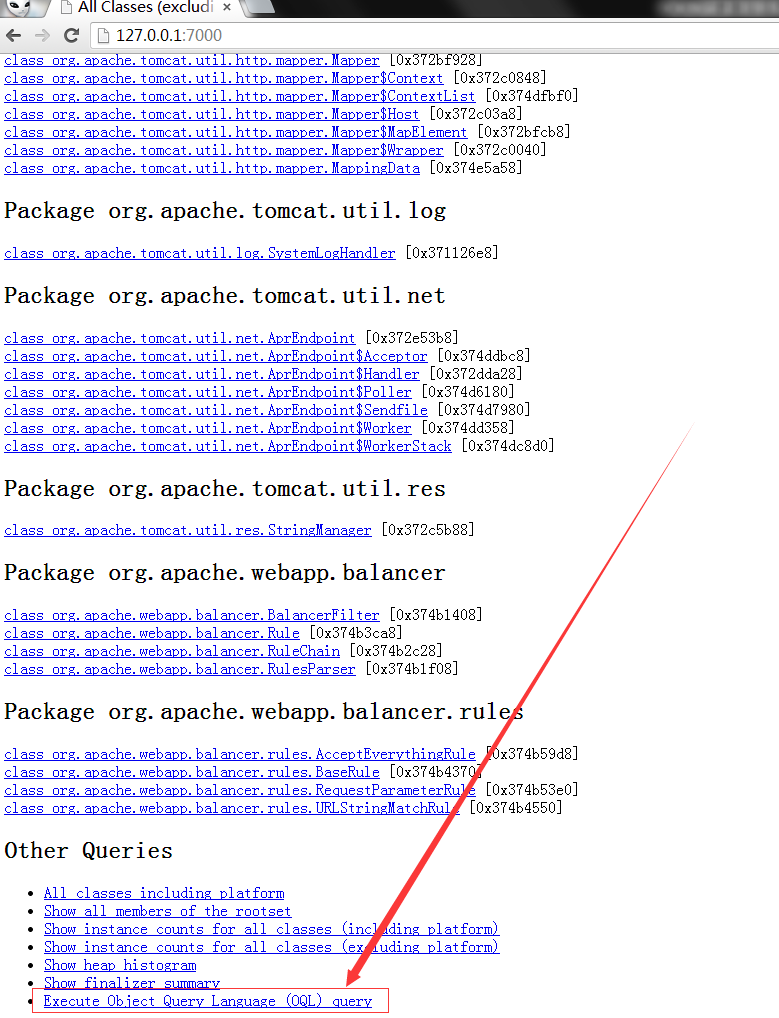 All Classes (excludi
127.0.0.1:7000
class org.apache.tomcat.util.http.mapper.Mapper [0x372bf928]
class org.apache.tomcat.util.http.mapper.Mapper$Context [0x372c0848]
class org.apache.tomcat.util.http.mapper.Mapper$ContextList [0x374dfbf0]
class org.apache.tomcat.util.http.mapper.Mapper$Host [0x372c03a8]
class org.apache.tomcat.util.http.mapper.Mapper$MapElement [0x372bfcb8]
class org.apache.tomcat.util.http.mapper.Mapper$Wrapper [0x372c0040]
class org.apache.tomcat.util.http.mapper.MappingData [0x374e5a58]
Package org.apache.tomcat.util.log
class org.apache.tomcat.util.log.SystemLogHandler [0x371126e8]
Package org.apache.tomcat.util.net
class org.apache.tomcat.util.net.AprEndpoint [0x372e53b8]
class org.apache.tomcat.util.net.AprEndpoint$Acceptor [0x374ddbc8]
class org.apache.tomcat.util.net.AprEndpoint$Handler [0x372dda28]
class org.apache.tomcat.util.net.AprEndpoint$Poller [0x374d6180]
class org.apache.tomcat.util.net.AprEndpoint$Sendfile [0x374d7980]
class org.apache.tomcat.util.net.AprEndpoint$Worker [0x374dd358]
class org.apache.tomcat.util.net.AprEndpoint$WorkerStack [0x374dc8d0]
Package org.apache.tomcat.util.res
class org.apache.tomcat.util.res.StringManager [0x372c5b88]
Package org.apache.webapp.balancer
class org.apache.webapp.balancer.BalancerFilter [0x374b1408]
class org.apache.webapp.balancer.Rule [0x374b3ca8]
class org.apache.webapp.balancer.RuleChain [0x374b2c28]
class org.apache.webapp.balancer.RulesParser [0x374b1f08]
Package org.apache.webapp.balancer.rules
class org.apache.webapp.balancer.rules.AcceptEverythingRule [0x374b59d8]
class org.apache.webapp.balancer.rules.BaseRule [0x374b4370]
class org.apache.webapp.balancer.rules.RequestParameterRule [0x374b53e0]
class org.apache.webapp.balancer.rules.URLStringMatchRule [0x374b4550]
Other Queries
All classes including platform
Show all members of the rootset
Show instance counts for all classes (including platform)
Show instance counts for all classes (excluding platform)
Show heap histogram
Show finalizer summary
Execute Object Query Language (OQL) query